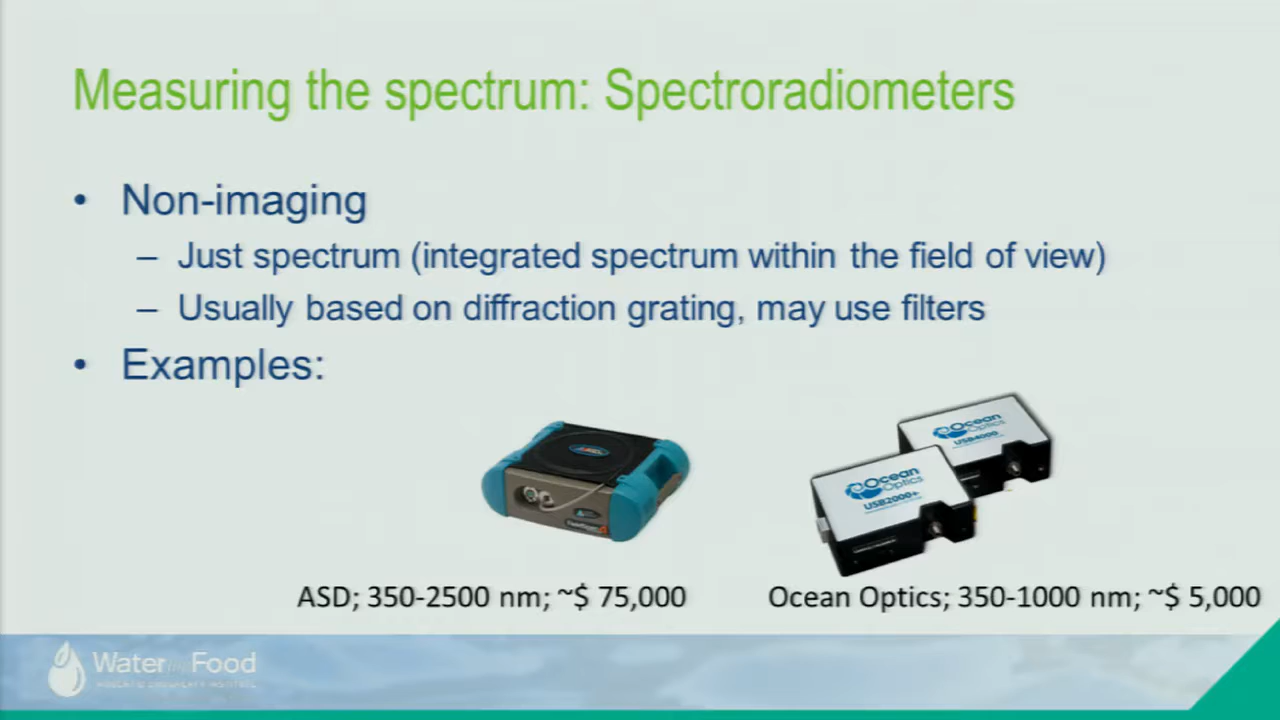 Measuring the spectrum: Spectroradiometers
• Non-imaging
– Just spectrum (integrated spectrum within the field of view)
– Usually based on diffraction grating, may use filters
• Examples:
ASD
Ocean
Optics
USB4000
Ocean
Optics
USB2000+
ASD; 350-2500 nm; ~$ 75,000
Ocean Optics; 350-1000 nm; ~$ 5,000
Water for Food